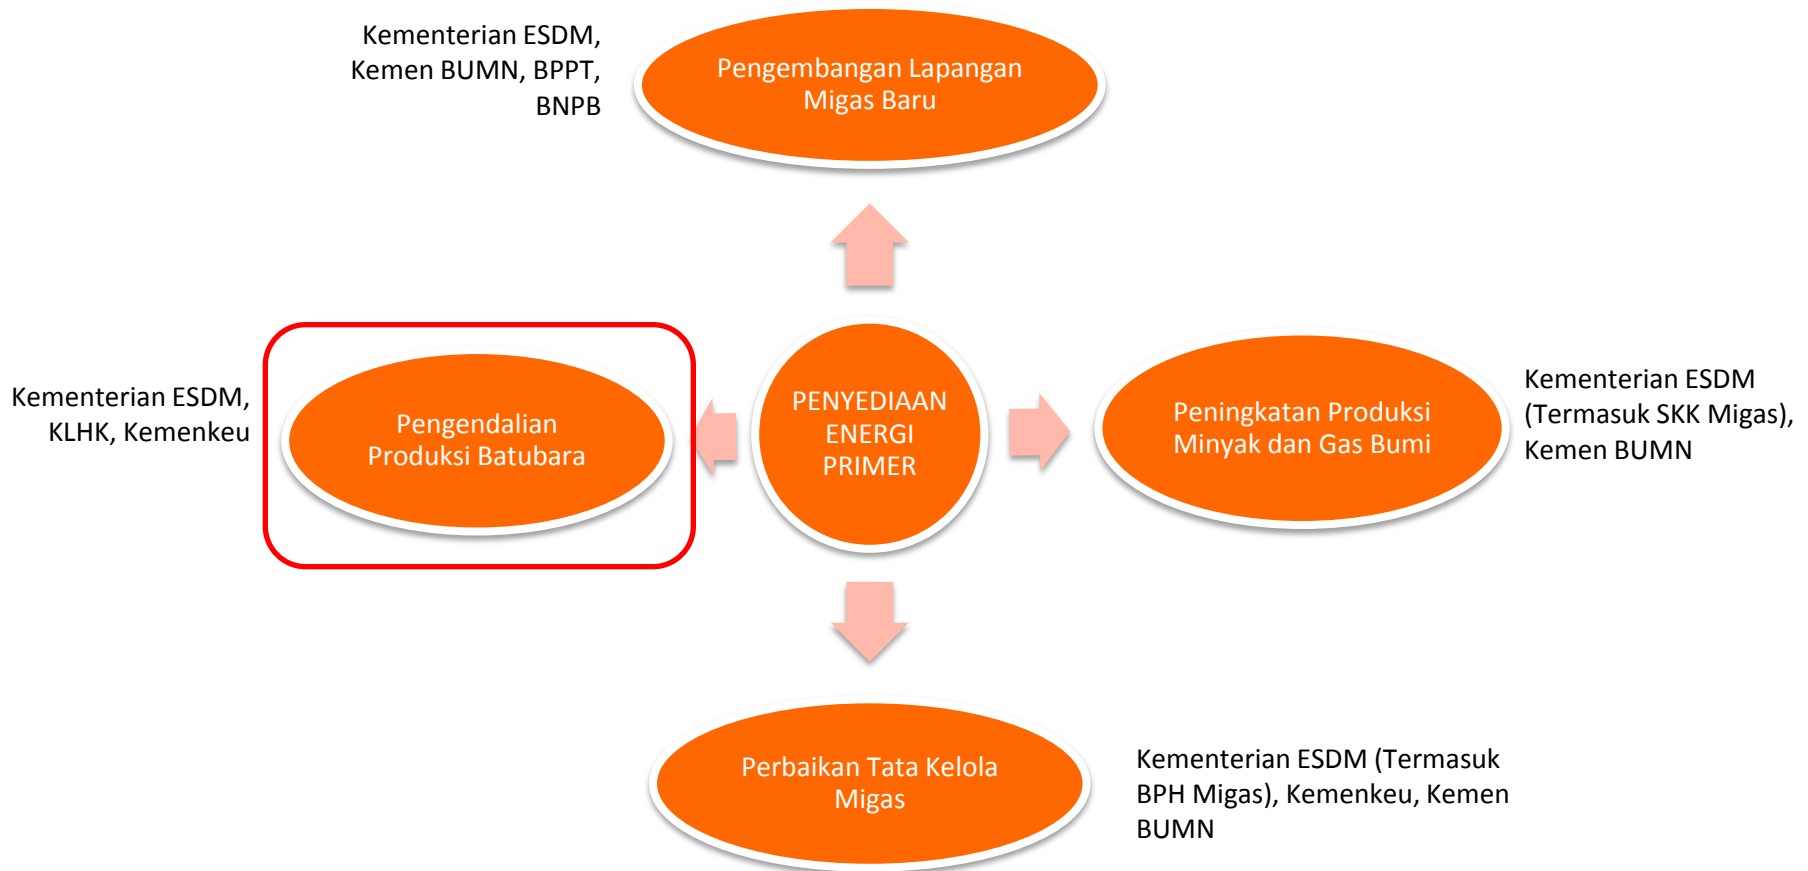 Kementerian ESDM,
Kemen BUMN, BPPT,
BNPB
Pengembangan Lapangan
Migas Baru
Kementerian ESDM,
KLHK, Kemenkeu
Pengendalian
Produksi Batubara
PENYEDIAAN
ENERGI
PRIMER
Peningkatan Produksi
Minyak dan Gas Bumi
Kementerian ESDM
(Termasuk SKK Migas),
Kemen BUMN
Perbaikan Tata Kelola
Migas
Kementerian ESDM (Termasuk
BPH Migas), Kemenkeu, Kemen
BUMN